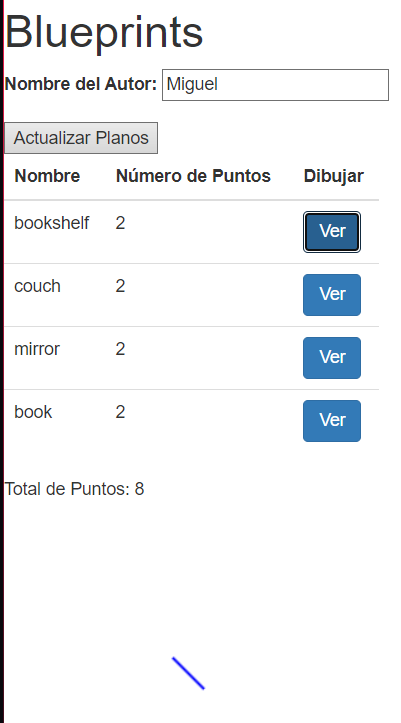 Blueprints
Nombre del Autor: Miguel
Actualizar Planos
Nombre Número de Puntos Dibujar
bookshelf 2 Ver
couch 2 Ver
mirror 2 Ver
book 2 Ver
Total de Puntos: 8